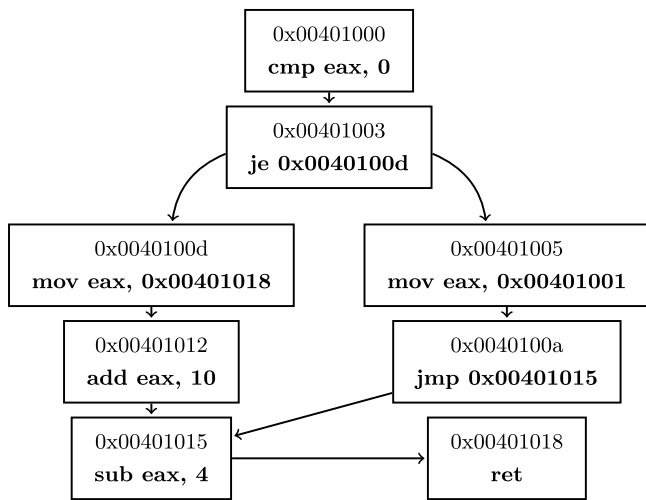 0x00401000
cmp eax, 0
0x00401003
je 0x0040100d
0x0040100d
mov eax, 0x00401018
0x00401005
mov eax, 0x00401001
0x00401012
add eax, 10
0x0040100a
jmp 0x00401015
0x00401015
sub eax, 4
0x00401018
ret